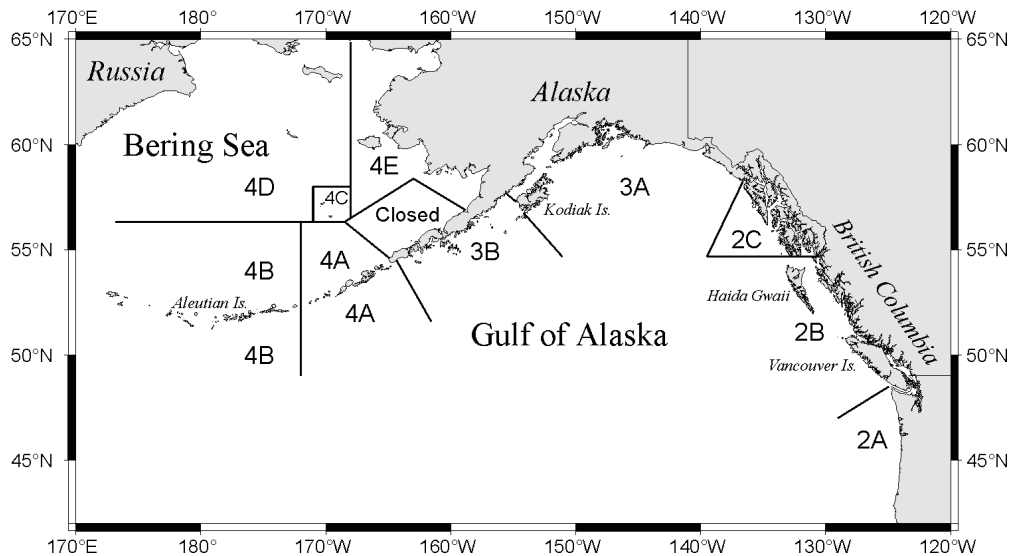 170°E 180° 170°W 160°W 150°W 140°W 130°W 120°W
65°N 65°N
Russia
Alaska
Bering Sea
60°N 60°N
4E
4D
4C
3A
Closed
Kodiak Is.
55°N 55°N
3B
2C
British Columbia
4A
4B
Haida Gwaii
Aleutian Is.
4A
Gulf of Alaska
2B
4B
50°N 50°N
Vancouver Is.
2A
45°N 45°N
170°E 180° 170°W 160°W 150°W 140°W 130°W 120°W